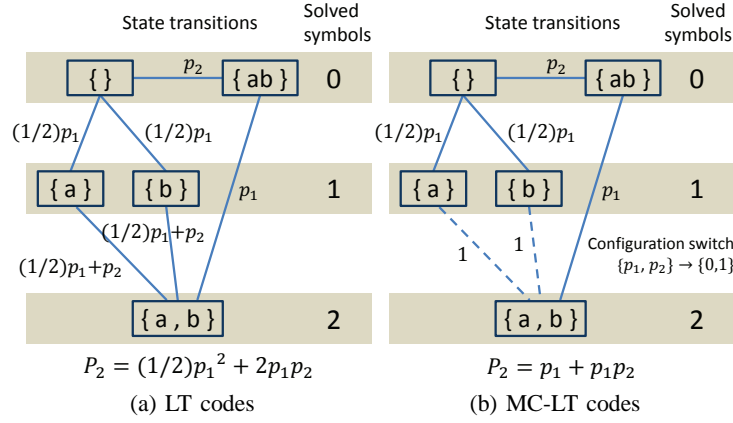 State transitions
Solved symbols
{ }
p₂
{ ab }
0
(1/2)p₁
(1/2)p₁
{ a }
{ b }
p₁
1
(1/2)p₁+p₂
(1/2)p₁+p₂
{ a , b }
2
P₂ = (1/2)p₁² + 2p₁p₂
(a) LT codes
State transitions
Solved symbols
{ }
p₂
{ ab }
0
(1/2)p₁
(1/2)p₁
{ a }
{ b }
p₁
1
1
1
Configuration switch
{p₁, p₂} → {0,1}
{ a , b }
2
P₂ = p₁ + p₁p₂
(b) MC-LT codes